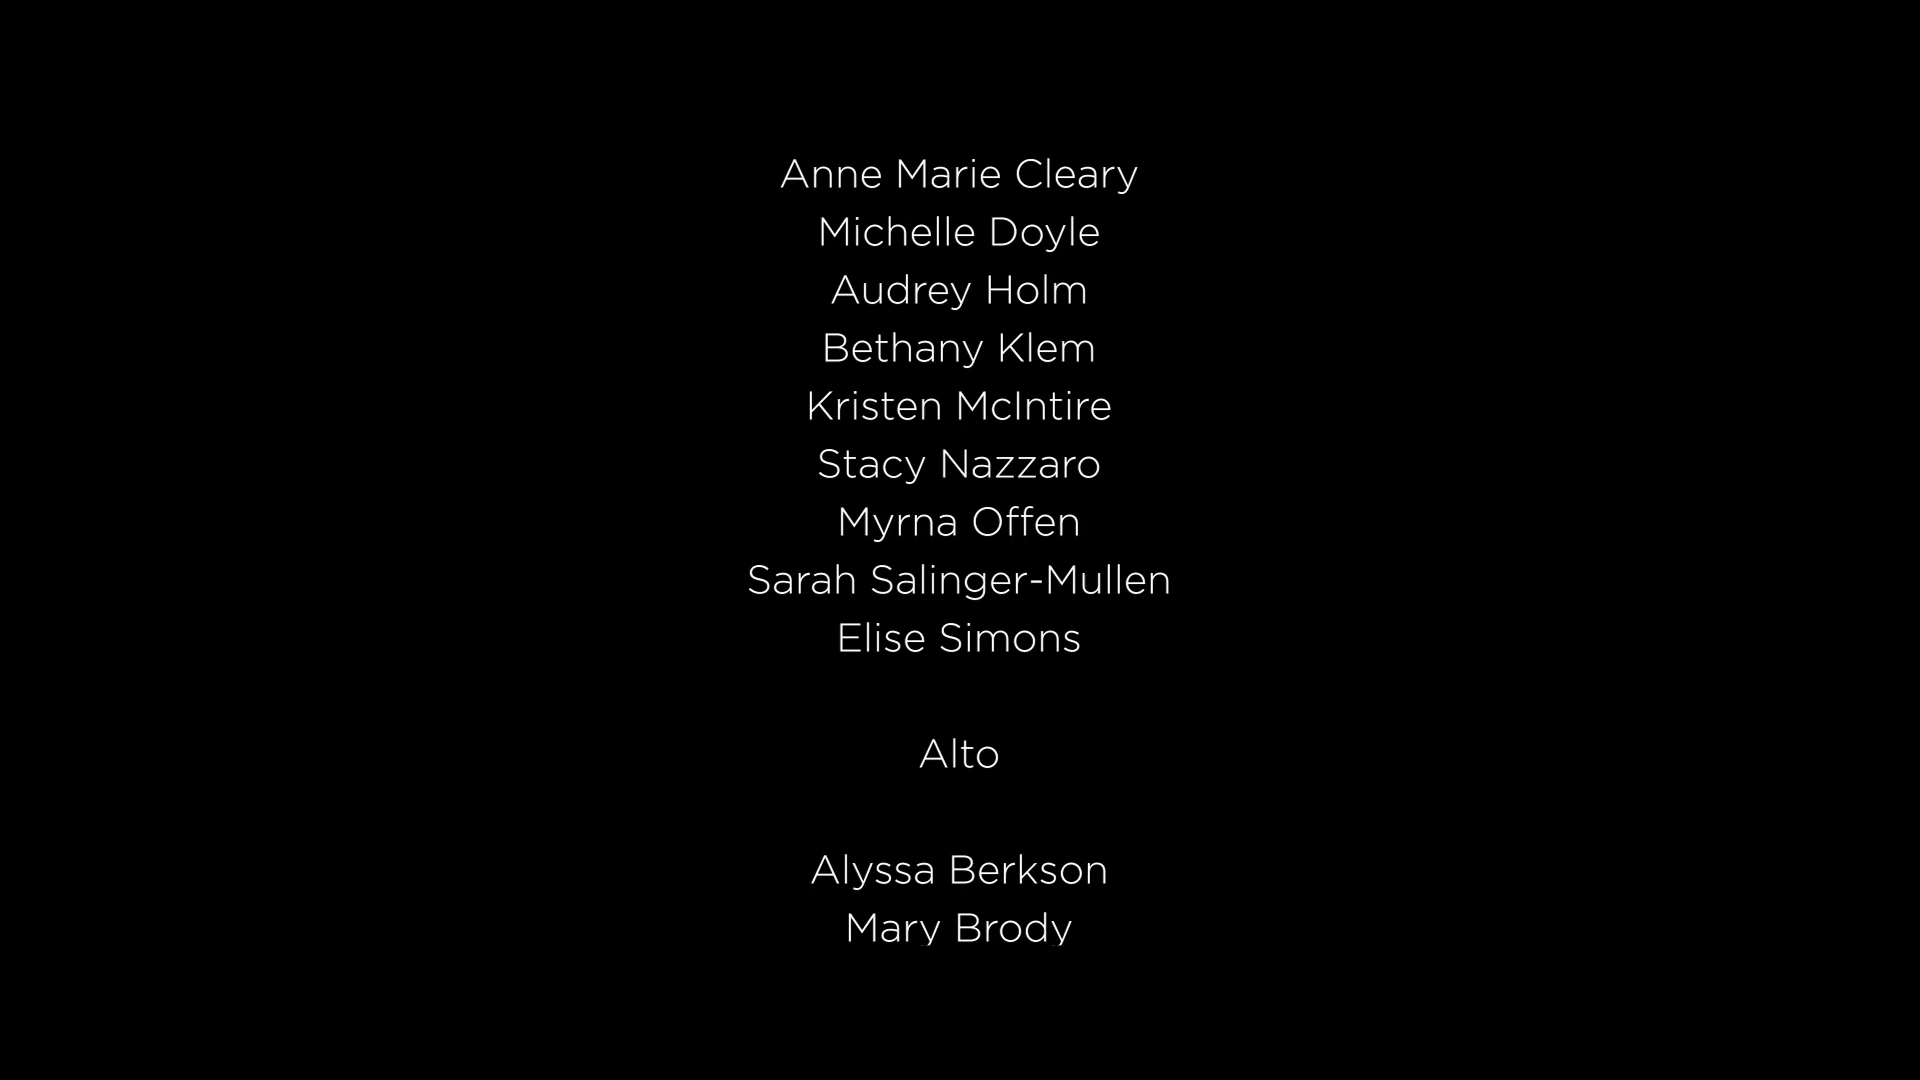 Anne Marie Cleary
Michelle Doyle
Audrey Holm
Bethany Klem
Kristen McIntire
Stacy Nazzaro
Myrna Offen
Sarah Salinger-Mullen
Elise Simons
Alto
Alyssa Berkson
Mary Brody